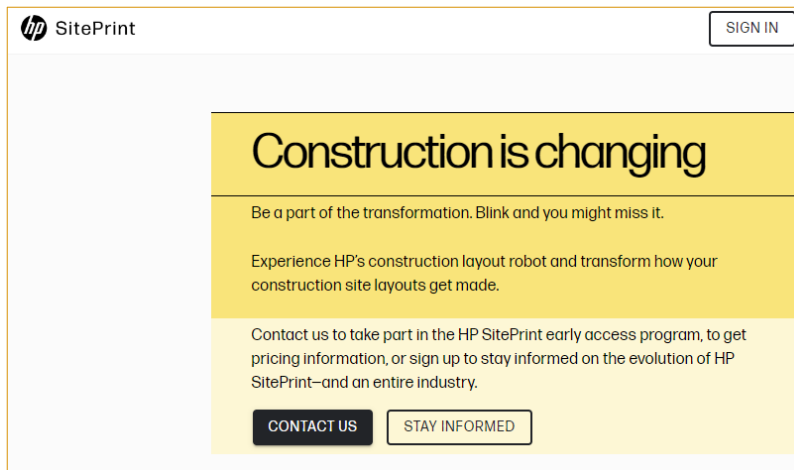 hp SitePrint
SIGN IN
Construction is changing
Be a part of the transformation. Blink and you might miss it.
Experience HP's construction layout robot and transform how your
construction site layouts get made.
Contact us to take part in the HP SitePrint early access program, to get
pricing information, or sign up to stay informed on the evolution of HP
SitePrint—and an entire industry.
CONTACT US
STAY INFORMED